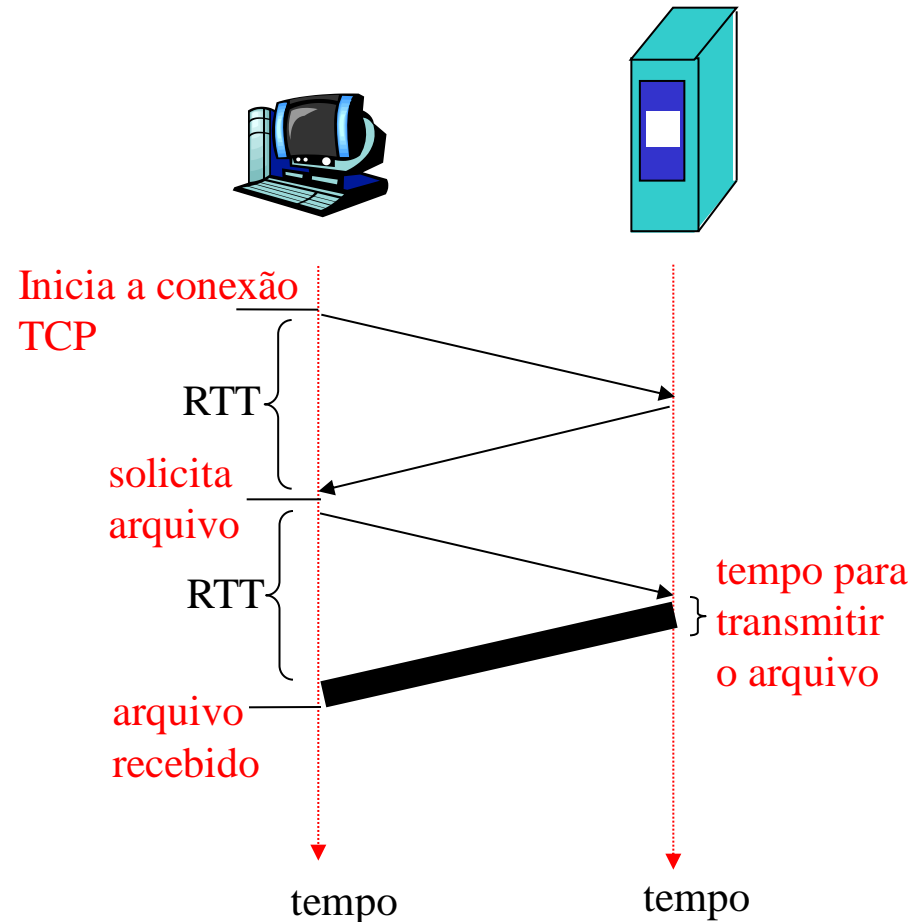 Inicia a conexão
TCP
RTT
solicita
arquivo
RTT
tempo para
transmitir
o arquivo
arquivo
recebido
tempo
tempo